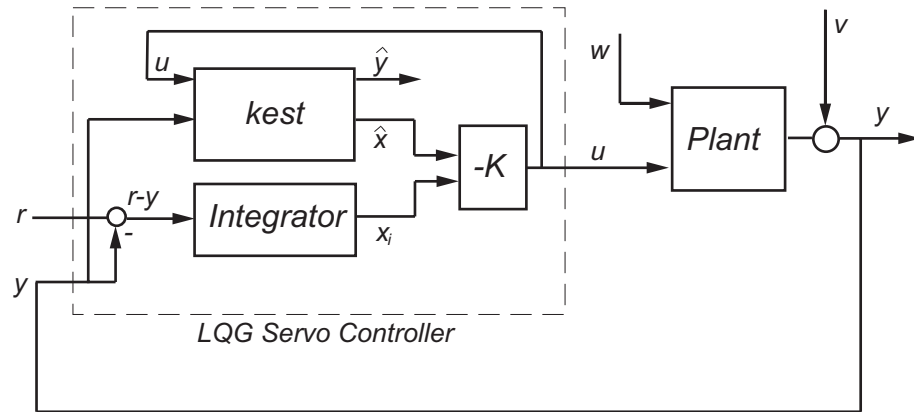 v
w
u
ŷ
kest
x̂
Plant
y
-K
u
r-y
r
Integrator
-
xᵢ
y
LQG Servo Controller